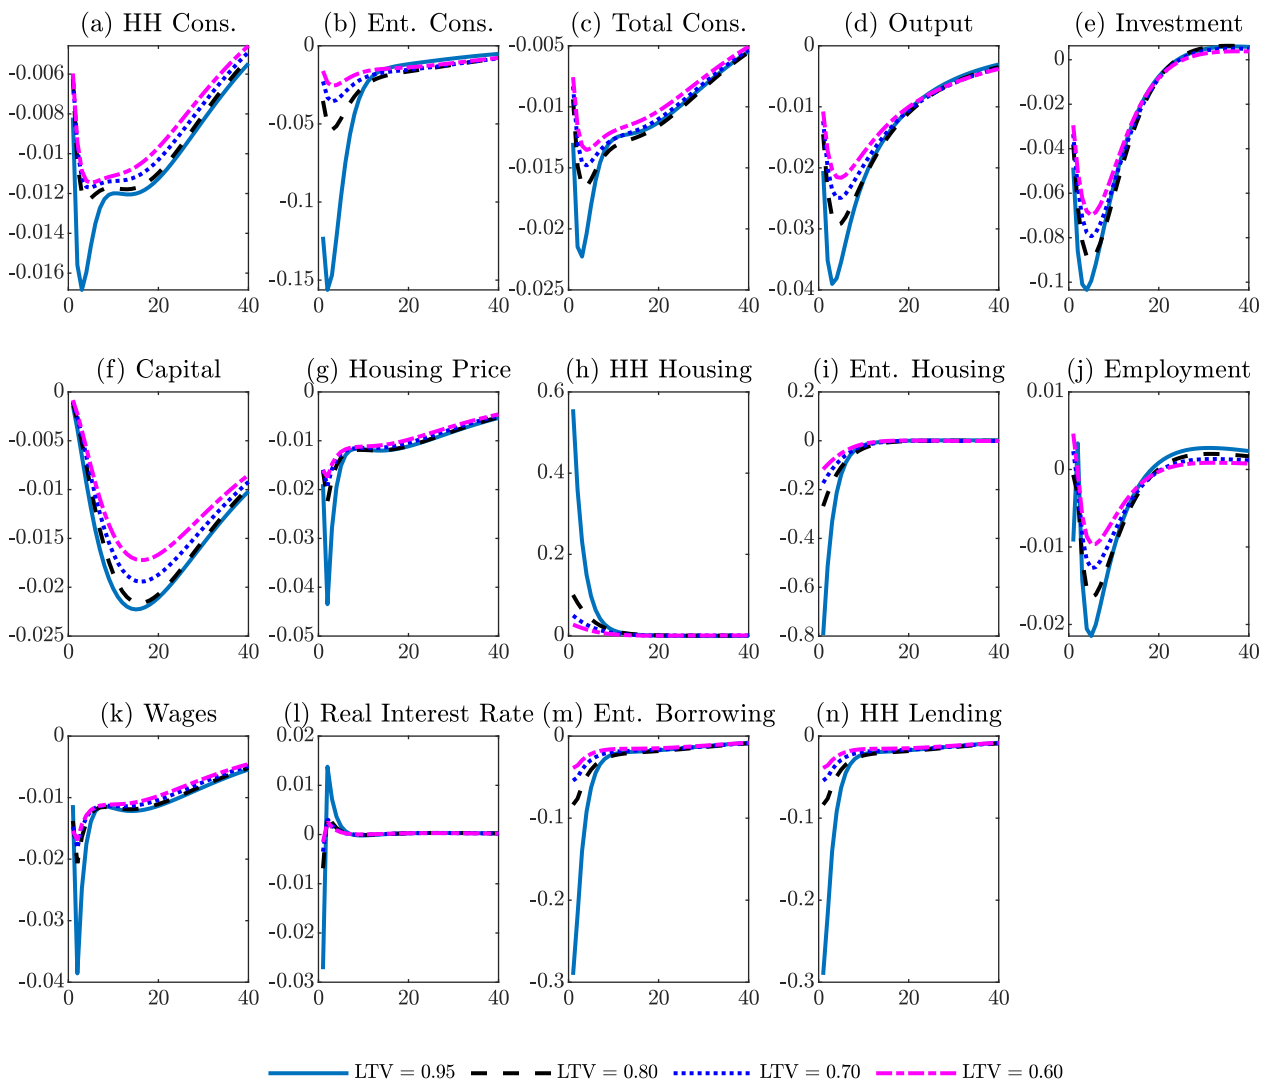 (a) HH Cons.
(b) Ent. Cons.
(c) Total Cons.
(d) Output
(e) Investment
-0.006
-0.008
-0.01
-0.012
-0.014
-0.016
0 20 40
0
-0.05
-0.1
-0.15
0 20 40
-0.005
-0.01
-0.015
-0.02
-0.025
0 20 40
0
-0.01
-0.02
-0.03
-0.04
0 20 40
0
-0.02
-0.04
-0.06
-0.08
-0.1
0 20 40
(f) Capital
(g) Housing Price
(h) HH Housing
(i) Ent. Housing
(j) Employment
0
-0.005
-0.01
-0.015
-0.02
-0.025
0 20 40
0
-0.01
-0.02
-0.03
-0.04
-0.05
0 20 40
0.6
0.4
0.2
0
0 20 40
0.2
0
-0.2
-0.4
-0.6
-0.8
0 20 40
0.01
0
-0.01
-0.02
0 20 40
(k) Wages
(l) Real Interest Rate
(m) Ent. Borrowing
(n) HH Lending
0
-0.01
-0.02
-0.03
-0.04
0 20 40
0.02
0.01
0
-0.01
-0.02
-0.03
0 20 40
0
-0.1
-0.2
-0.3
0 20 40
0
-0.1
-0.2
-0.3
0 20 40
LTV = 0.95 LTV = 0.80 LTV = 0.70 LTV = 0.60